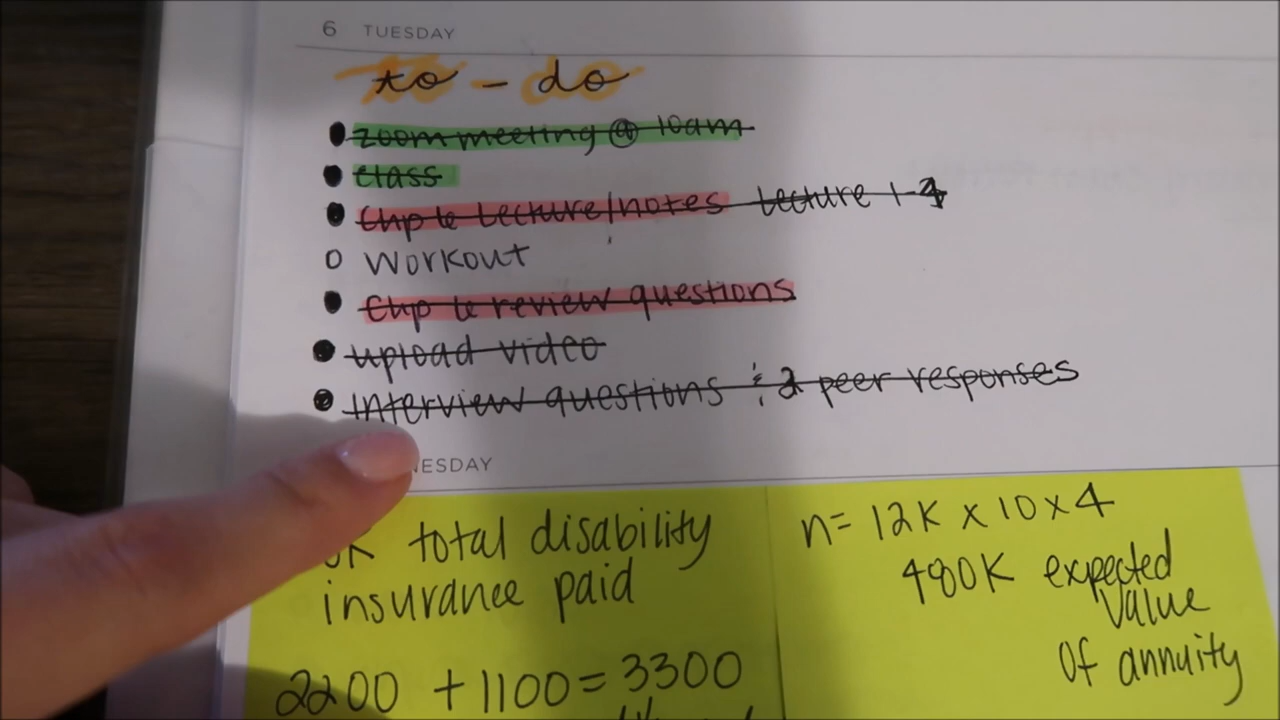 6 TUESDAY
to - do
zoom meeting @ 10am
class
Chp 6 Lecture/notes Lecture 1-4
Workout
Chp 6 review questions
upload video
Interview questions & 2 peer responses
NESDAY
K total disability
insurance paid
2200 + 1100 = 3300
n= 12K x 10 x 4
480K expected
value
of annuity